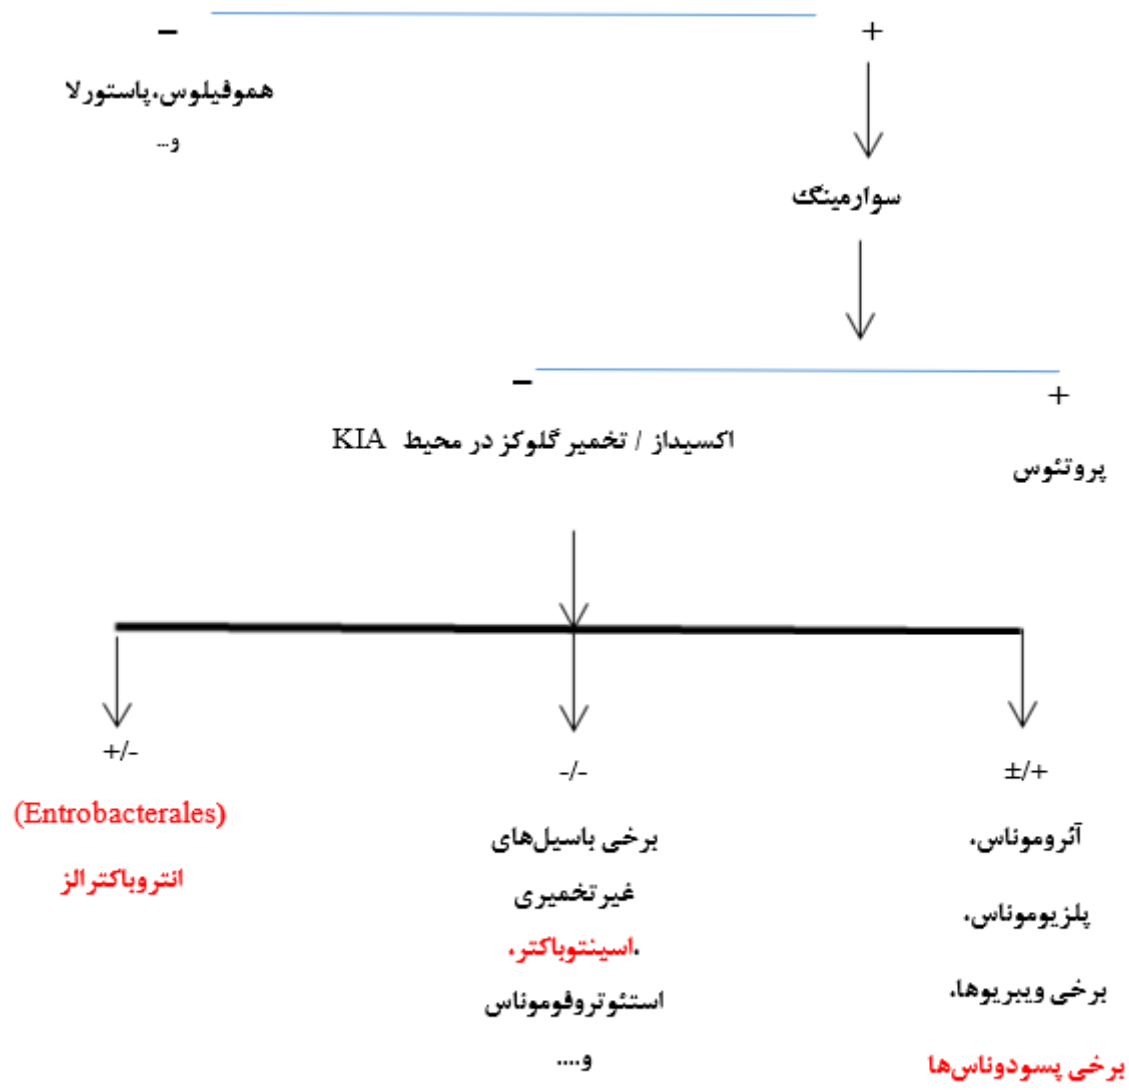 +
−
هموفیلوس،پاستورلا
و...
سوارمینگ
+
−
پروتئوس
اکسیداز / تخمیر گلوکز در محیط KIA
±/+
آئروموناس،
پلزیوموناس،
برخی ویبریوها،
برخی پسودوناس‌ها
-/-
برخی باسیل‌های
غیرتخمیری
،اسینتوباکتر،
استئوتروفوموناس
و....
+/-
(Entrobacterales)
انتروباکترالز